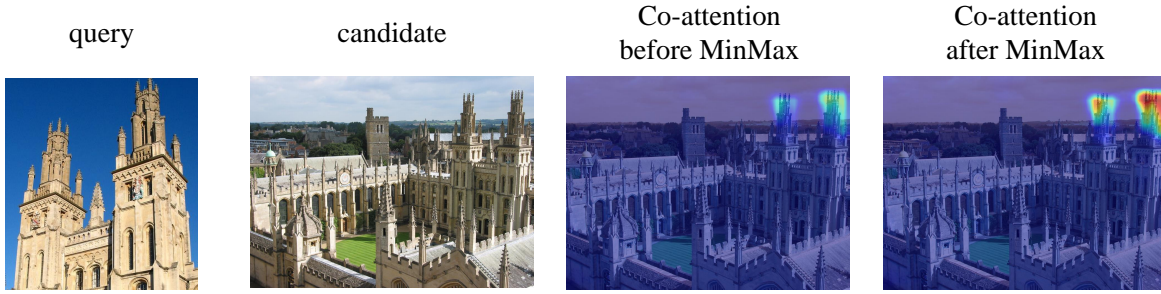 query
candidate
Co-attention
before MinMax
Co-attention
after MinMax